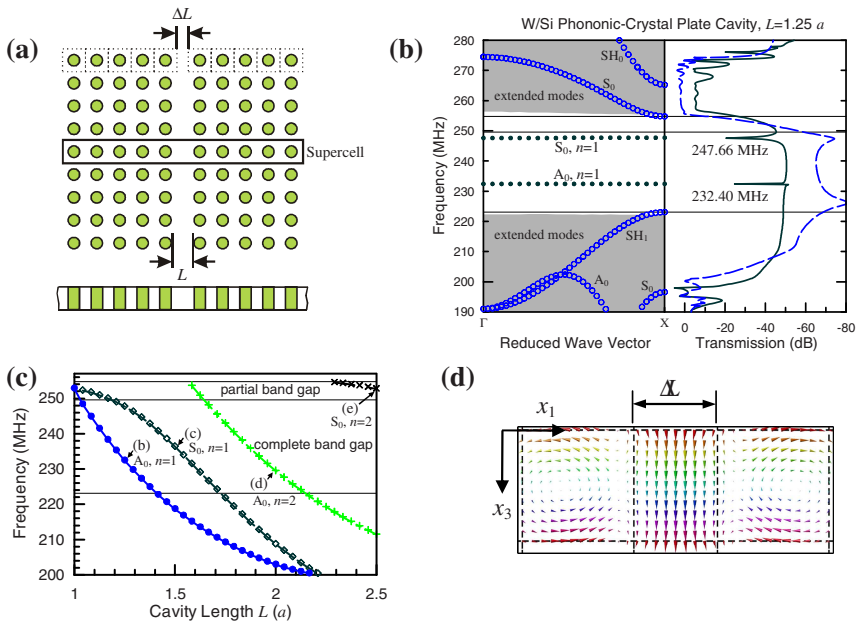 (a)
ΔL
Supercell
L
(b)
W/Si Phononic-Crystal Plate Cavity, L=1.25 a
280
270
260
250
240
230
220
210
200
190
Frequency (MHz)
SH₀
S₀
extended modes
S₀, n=1
A₀, n=1
extended modes
SH₁
A₀
S₀
247.66 MHz
232.40 MHz
Γ
X
0
-20
-40
-60
-80
Reduced Wave Vector
Transmission (dB)
(c)
260
250
240
230
220
210
200
Frequency (MHz)
partial band gap
(e)
S₀, n=2
(b)
A₀, n=1
(c)
S₀, n=1
complete band gap
(d)
A₀, n=2
1
1.5
2
2.5
Cavity Length L (a)
(d)
ΔL
x₁
x₃